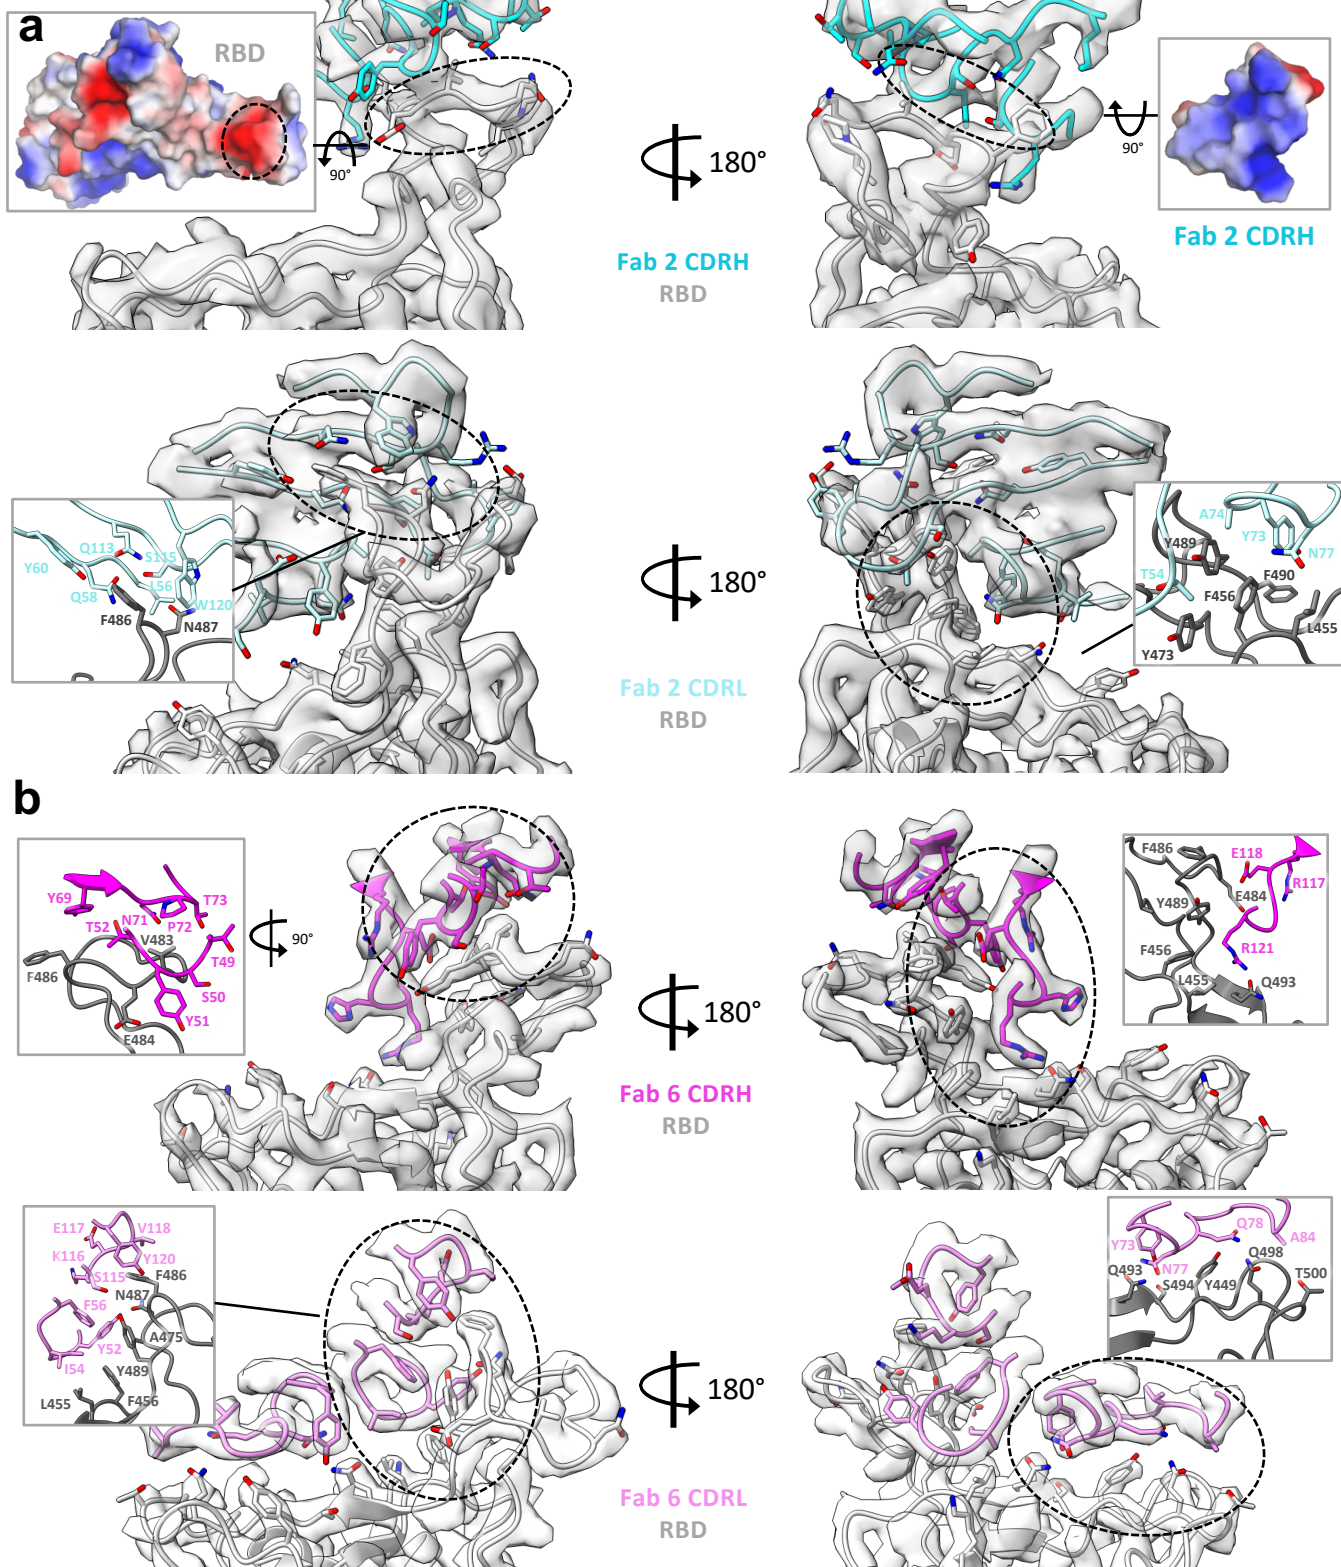 a
RBD
90°
180°
90°
Fab 2 CDRH
Fab 2 CDRH
RBD
Q113
S115
Y60
L56
Q58
W120
F486
N487
180°
A74
Y73
Y489
N77
T54
F490
F456
L455
Y473
Fab 2 CDRL
RBD
b
Y69
T73
T52
N71
P72
V483
T49
F486
S50
Y51
E484
90°
180°
F486
E118
R117
E484
Y489
R121
F456
L455
Q493
Fab 6 CDRH
RBD
E117
V118
K116
Y120
S115
F486
N487
F56
A475
Y52
I54
Y489
L455
F456
180°
Q78
A84
Y73
Q498
N77
Q493
T500
S494
Y449
Fab 6 CDRL
RBD